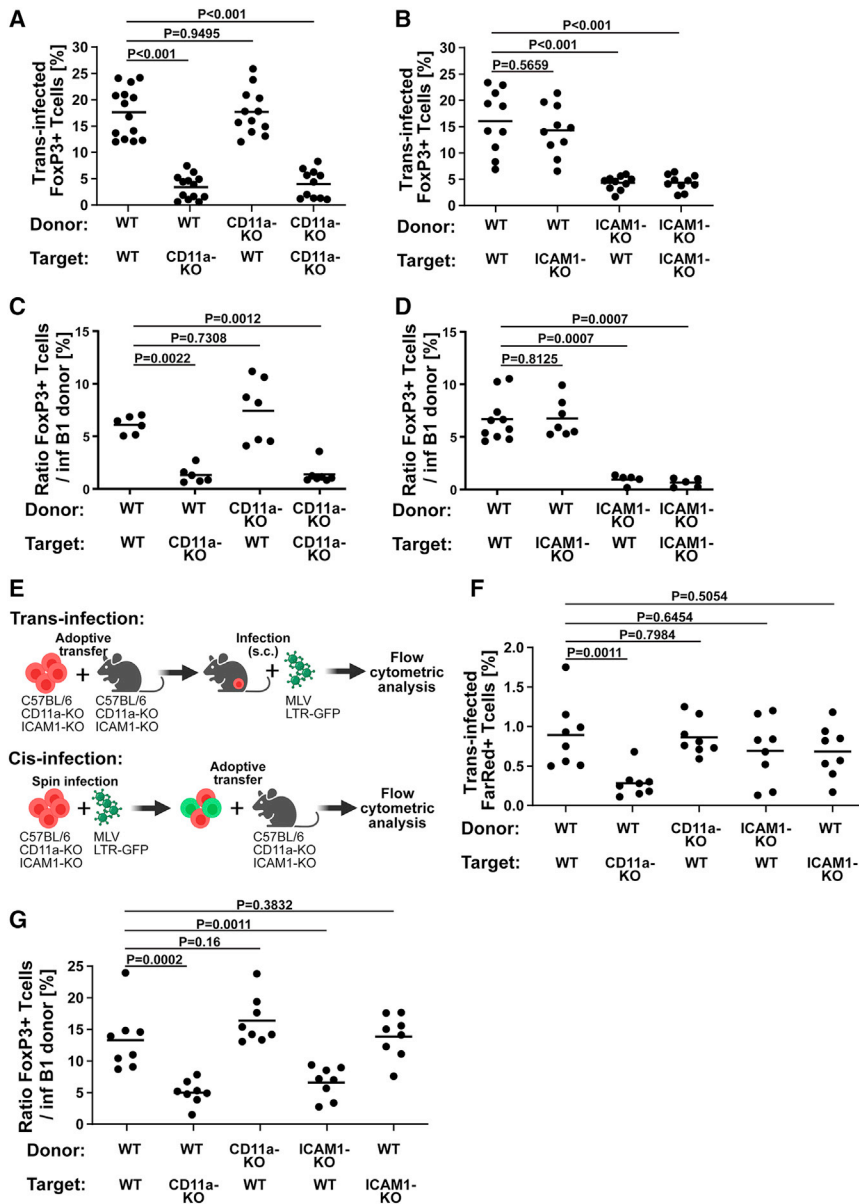 A
P<0.001
P=0.9495
P<0.001
Trans-infected
FoxP3+ Tcells [%]
30
25
20
15
10
5
0
Donor: WT WT CD11a-KO CD11a-KO
Target: WT CD11a-KO WT CD11a-KO
B
P<0.001
P<0.001
P=0.5659
Trans-infected
FoxP3+ Tcells [%]
30
25
20
15
10
5
0
Donor: WT WT ICAM1-KO ICAM1-KO
Target: WT ICAM1-KO WT ICAM1-KO
C
P=0.0012
P=0.7308
P=0.0022
Ratio FoxP3+ Tcells
/ inf B1 donor [%]
15
10
5
0
Donor: WT WT CD11a-KO CD11a-KO
Target: WT CD11a-KO WT CD11a-KO
D
P=0.0007
P=0.0007
P=0.8125
Ratio FoxP3+ Tcells
/ inf B1 donor [%]
15
10
5
0
Donor: WT WT ICAM1-KO ICAM1-KO
Target: WT ICAM1-KO WT ICAM1-KO
E
Trans-infection:
Adoptive
transfer
Infection
(s.c.)
+
+
Flow
cytometric
analysis
C57BL/6
CD11a-KO
ICAM1-KO
C57BL/6
CD11a-KO
ICAM1-KO
MLV
LTR-GFP
Cis-infection:
Spin infection
Adoptive
transfer
+
+
Flow
cytometric
analysis
C57BL/6
CD11a-KO
ICAM1-KO
MLV
LTR-GFP
C57BL/6
CD11a-KO
ICAM1-KO
F
P=0.5054
P=0.6454
P=0.7984
P=0.0011
Trans-infected
FarRed+ Tcells [%]
2.0
1.5
1.0
0.5
0.0
Donor: WT WT CD11a-KO ICAM1-KO WT
Target: WT CD11a-KO WT WT ICAM1-KO
G
P=0.3832
P=0.0011
P=0.16
P=0.0002
Ratio FoxP3+ Tcells
/ inf B1 donor [%]
25
20
15
10
5
0
Donor: WT WT CD11a-KO ICAM1-KO WT
Target: WT CD11a-KO WT WT ICAM1-KO